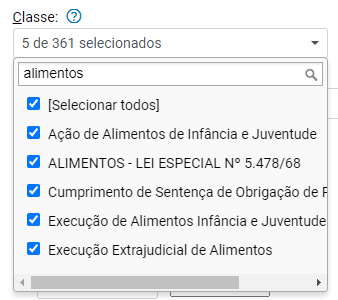 Classe:
5 de 361 selecionados
alimentos
[Selecionar todos]
Ação de Alimentos de Infância e Juventude
ALIMENTOS - LEI ESPECIAL Nº 5.478/68
Cumprimento de Sentença de Obrigação de
Execução de Alimentos Infância e Juventude
Execução Extrajudicial de Alimentos